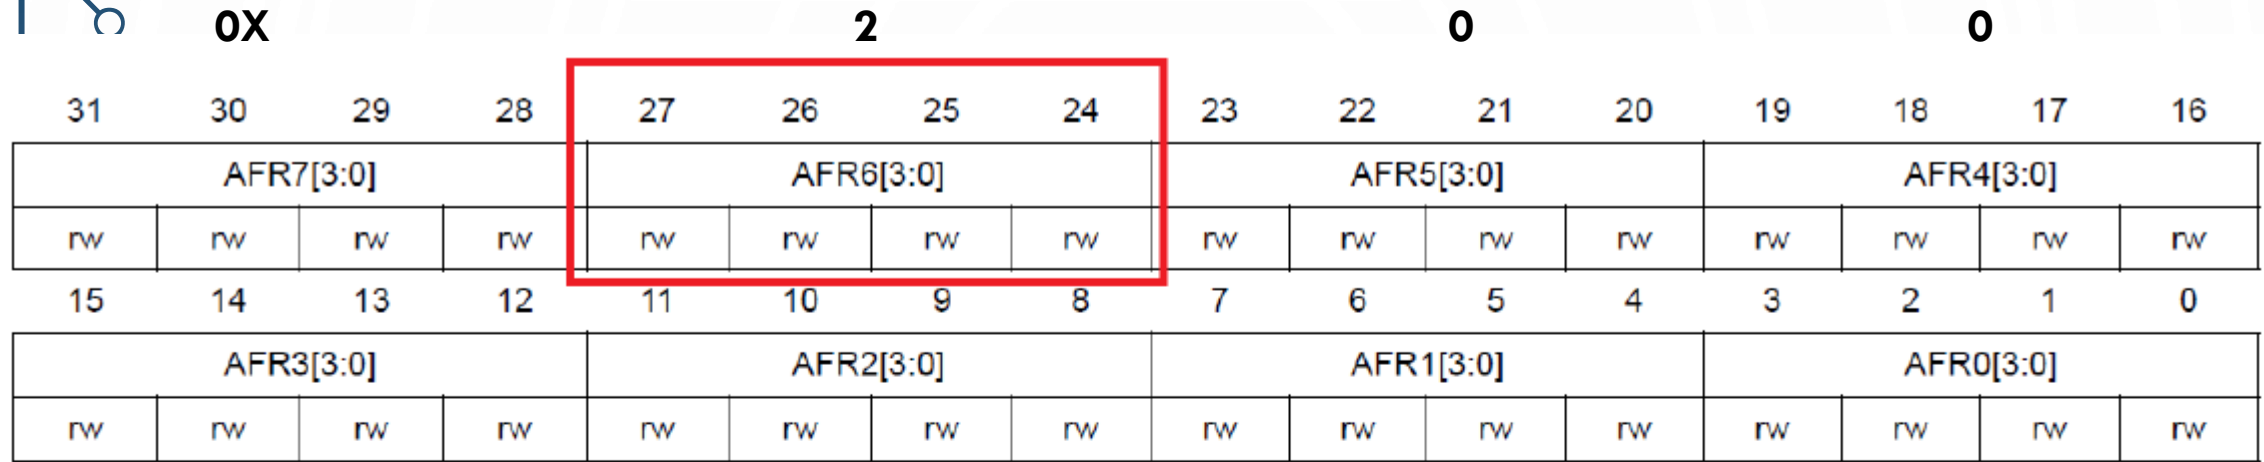 0X 2 0 0
31 30 29 28 27 26 25 24 23 22 21 20 19 18 17 16
AFR7[3:0] AFR6[3:0] AFR5[3:0] AFR4[3:0]
rw rw rw rw rw rw rw rw rw rw rw rw rw rw rw rw
15 14 13 12 11 10 9 8 7 6 5 4 3 2 1 0
AFR3[3:0] AFR2[3:0] AFR1[3:0] AFR0[3:0]
rw rw rw rw rw rw rw rw rw rw rw rw rw rw rw rw